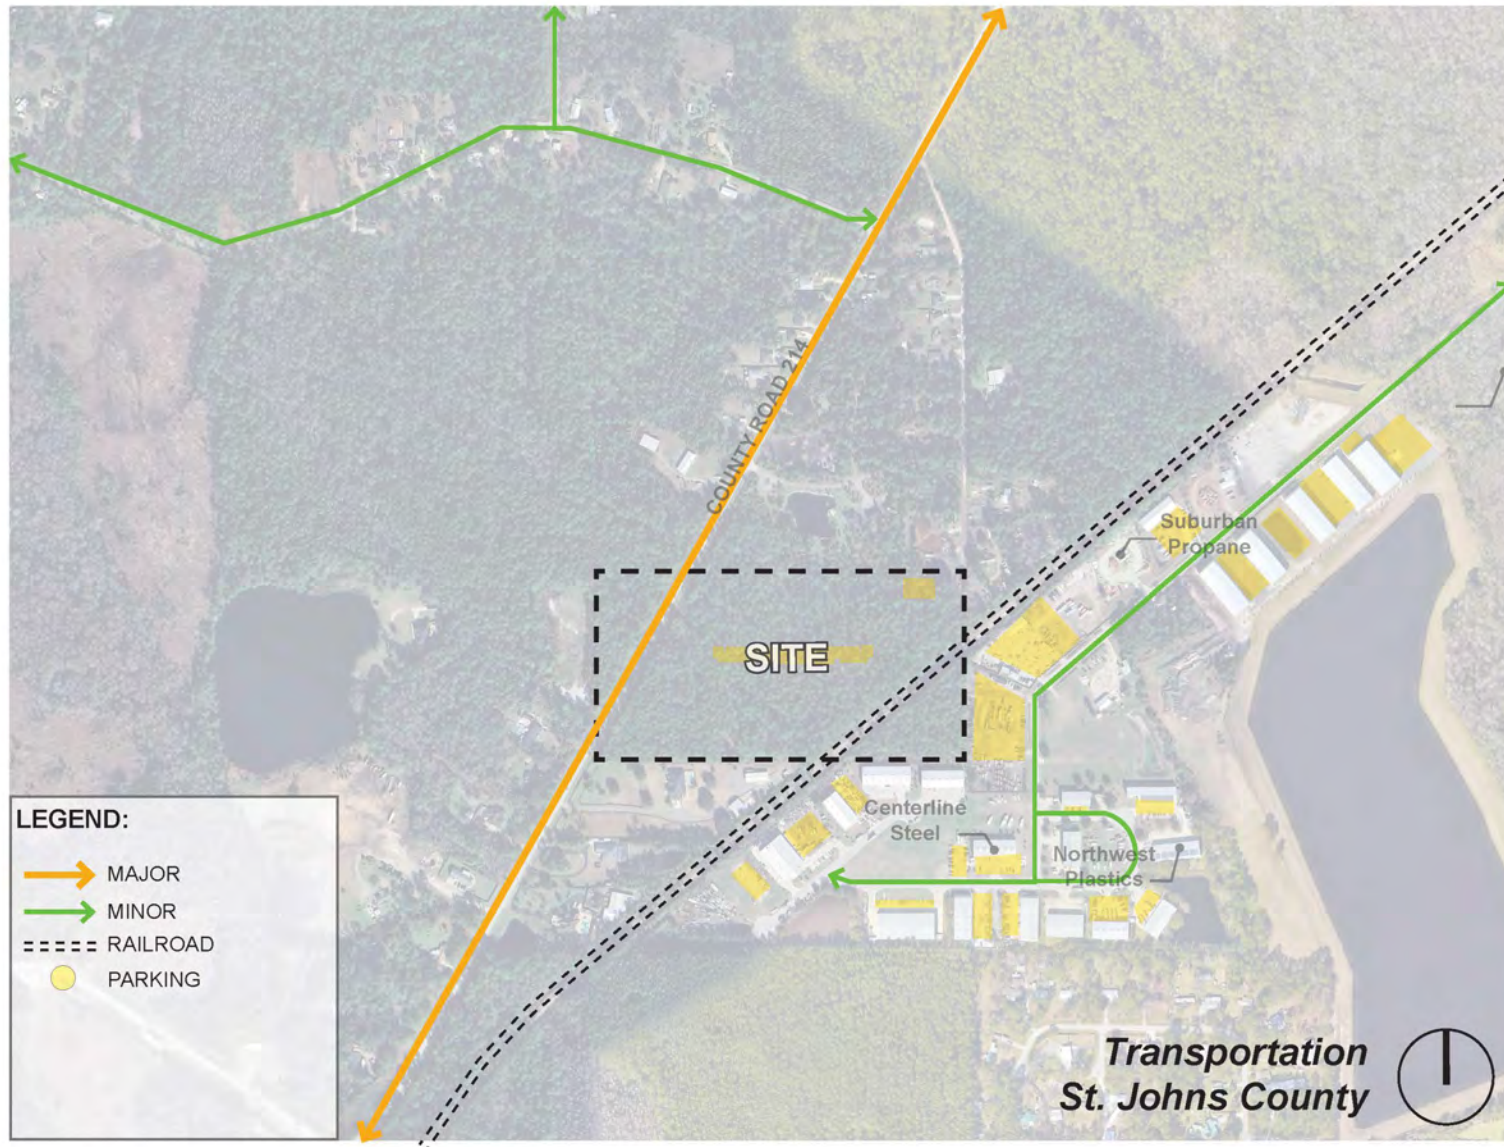 COUNTY ROAD 214
Suburban
Propane
SITE
Centerline
Steel
Northwest
Plastics
LEGEND:
MAJOR
MINOR
RAILROAD
PARKING
Transportation
St. Johns County